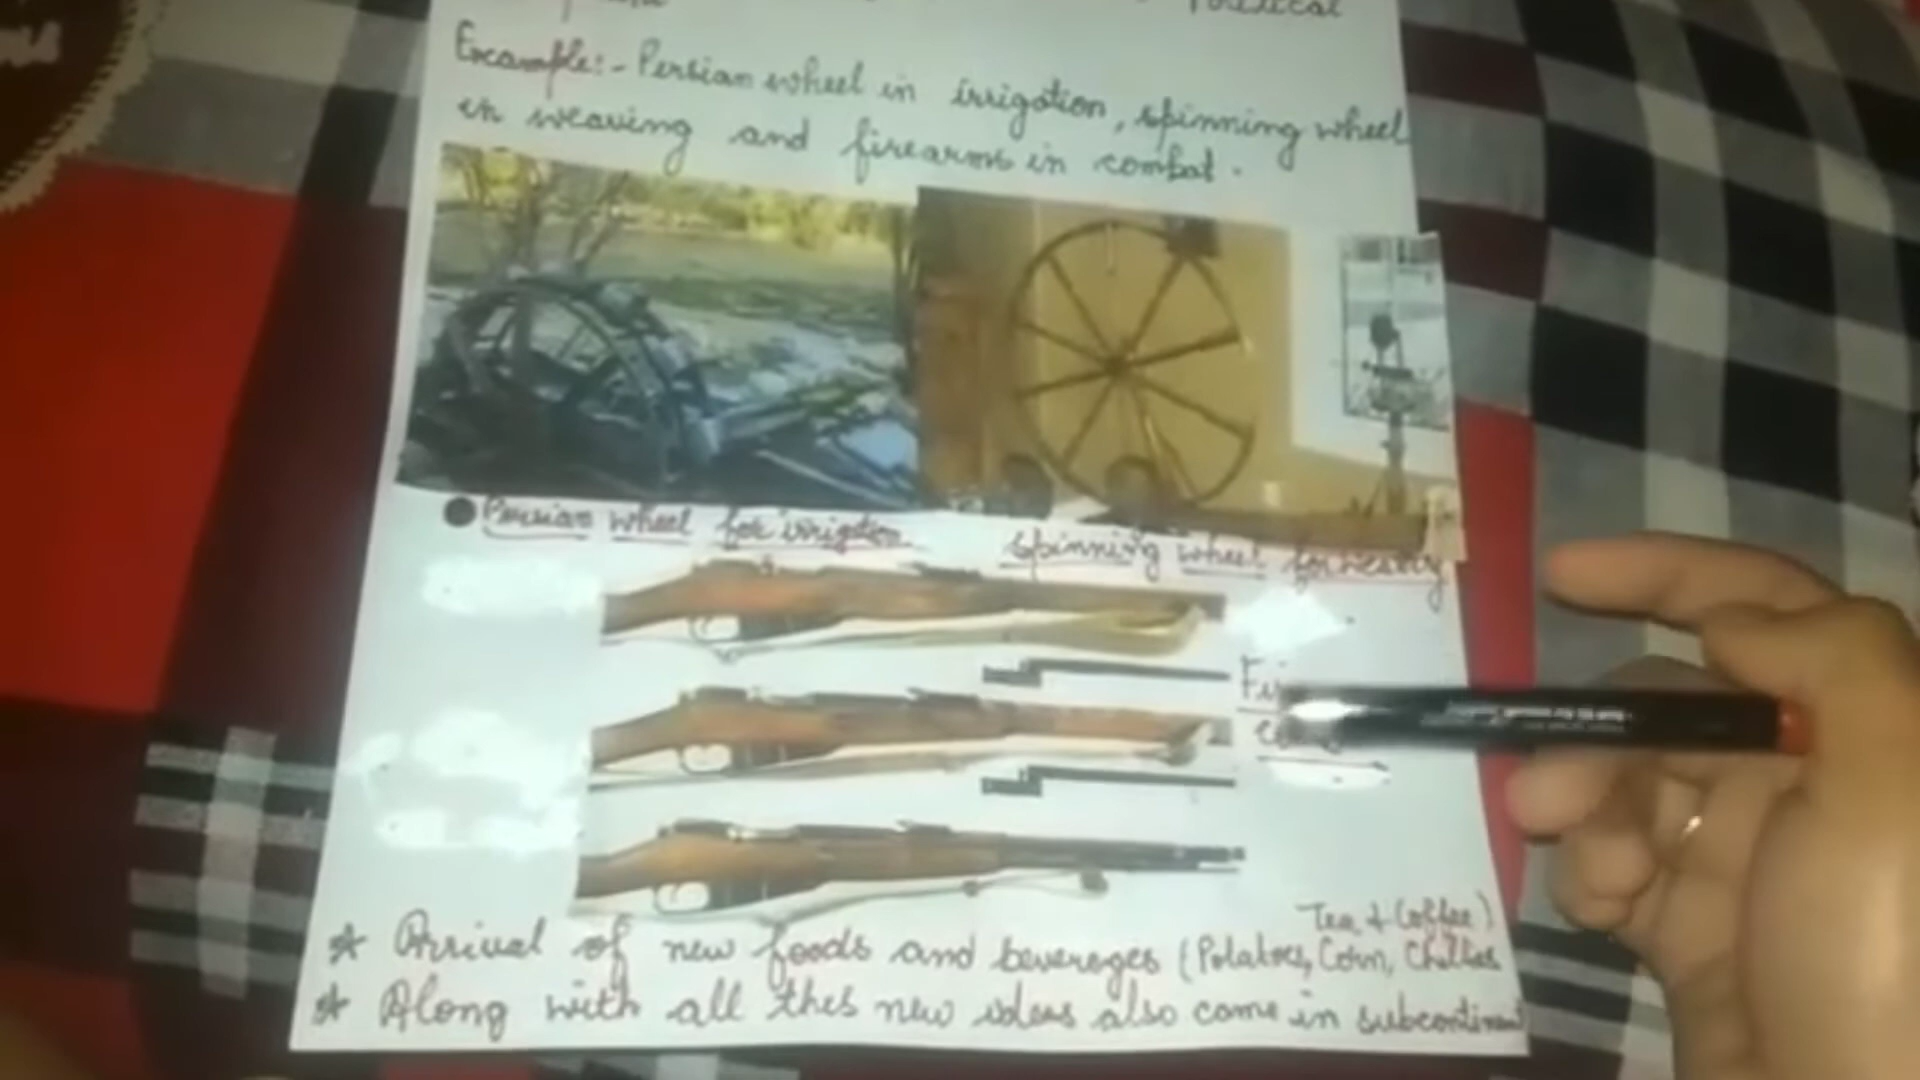 Political
Example:- Persian wheel in irrigation, spinning wheel
in weaving and firearms in combat.
Persian wheel for irrigation
spinning wheel for
Tea, & Coffee)
* Arrival of new foods and beverages (Potatoes, Corn, Chillies
* Along with all thes new ideas also come in subcontinent